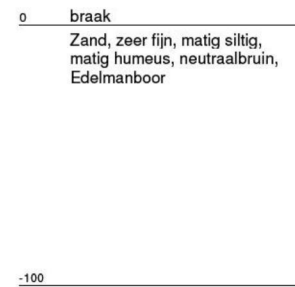 0 braak
Zand, zeer fijn, matig siltig,
matig humeus, neutraalbruin,
Edelmanboor
-100